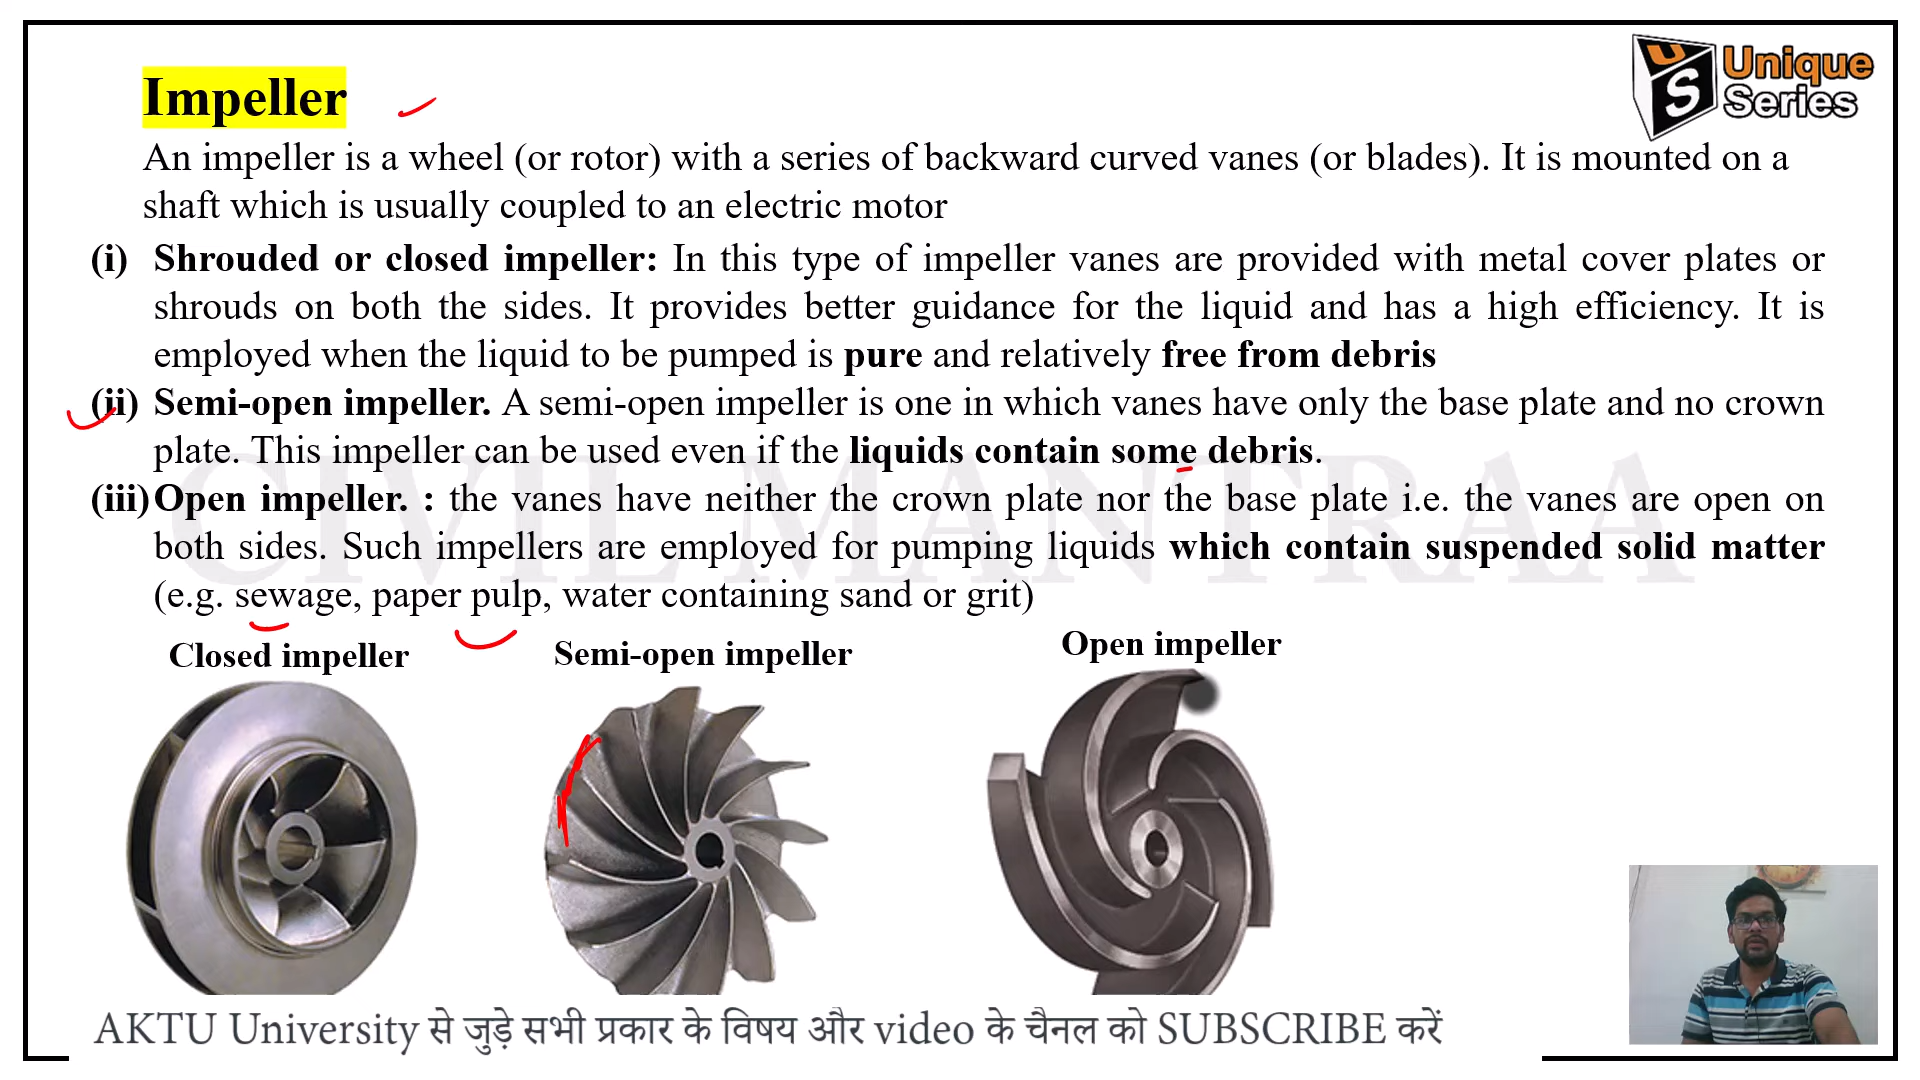 Impeller
US Unique Series
An impeller is a wheel (or rotor) with a series of backward curved vanes (or blades). It is mounted on a
shaft which is usually coupled to an electric motor
(i) Shrouded or closed impeller: In this type of impeller vanes are provided with metal cover plates or
shrouds on both the sides. It provides better guidance for the liquid and has a high efficiency. It is
employed when the liquid to be pumped is pure and relatively free from debris
(ii) Semi-open impeller. A semi-open impeller is one in which vanes have only the base plate and no crown
plate. This impeller can be used even if the liquids contain some debris.
(iii) Open impeller. : the vanes have neither the crown plate nor the base plate i.e. the vanes are open on
both sides. Such impellers are employed for pumping liquids which contain suspended solid matter
(e.g. sewage, paper pulp, water containing sand or grit)
CIVIL MANTRAA
Closed impeller
Semi-open impeller
Open impeller
AKTU University से जुड़े सभी प्रकार के विषय और video के चैनल को SUBSCRIBE करें